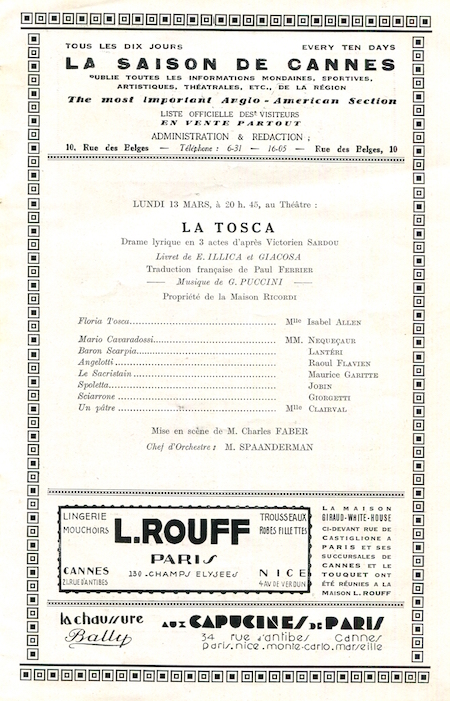 TOUS LES DIX JOURS EVERY TEN DAYS
LA SAISON DE CANNES
PUBLIE TOUTES LES INFORMATIONS MONDAINES, SPORTIVES,
ARTISTIQUES, THÉATRALES, ETC., DE LA RÉGION
The most important Anglo-American Section
LISTE OFFICIELLE DES VISITEURS
EN VENTE PARTOUT
ADMINISTRATION & REDACTION :
10, Rue des Belges — Téléphone : 6-31 — 16-05 — Rue des Belges, 10
LUNDI 13 MARS, à 20 h. 45, au Théâtre :
LA TOSCA
Drame lyrique en 3 actes d'après Victorien SARDOU
Livret de E. ILLICA et GIACOSA
Traduction française de Paul FERRIER
— Musique de G. PUCCINI —
Propriété de la Maison RICORDI
Floria Tosca........ Mlle Isabel ALLEN
Mario Cavaradossi........ MM. NEQUEÇAUR
Baron Scarpia........ LANTÉRI
Angelotti........ Raoul FLAVIEN
Le Sacristain........ Maurice GARITTE
Spoletta........ JOBIN
Sciarrone........ GIORGETTI
Un pâtre........ Mlle CLAIRVAL
Mise en scène de M. Charles FABER
Chef d'Orchestre : M. SPAANDERMAN
LINGERIE
MOUCHOIRS
L. ROUFF
TROUSSEAUX
ROBES FILLETTES
PARIS
CANNES
21, RUE D'ANTIBES
130 - CHAMPS ELYSEES
NICE
4 AV DE VERDUN
LA MAISON
GIRAUD-WHITE-HOUSE
CI-DEVANT RUE DE
CASTIGLIONE A
PARIS ET SES
SUCCURSALES DE
CANNES ET LE
TOUQUET ONT
ÉTÉ RÉUNIES A LA
MAISON L. ROUFF
la chaussure
Bally
AUX CAPUCINES DE PARIS
34 rue d'antibes Cannes
paris. nice. monte-carlo. marseille